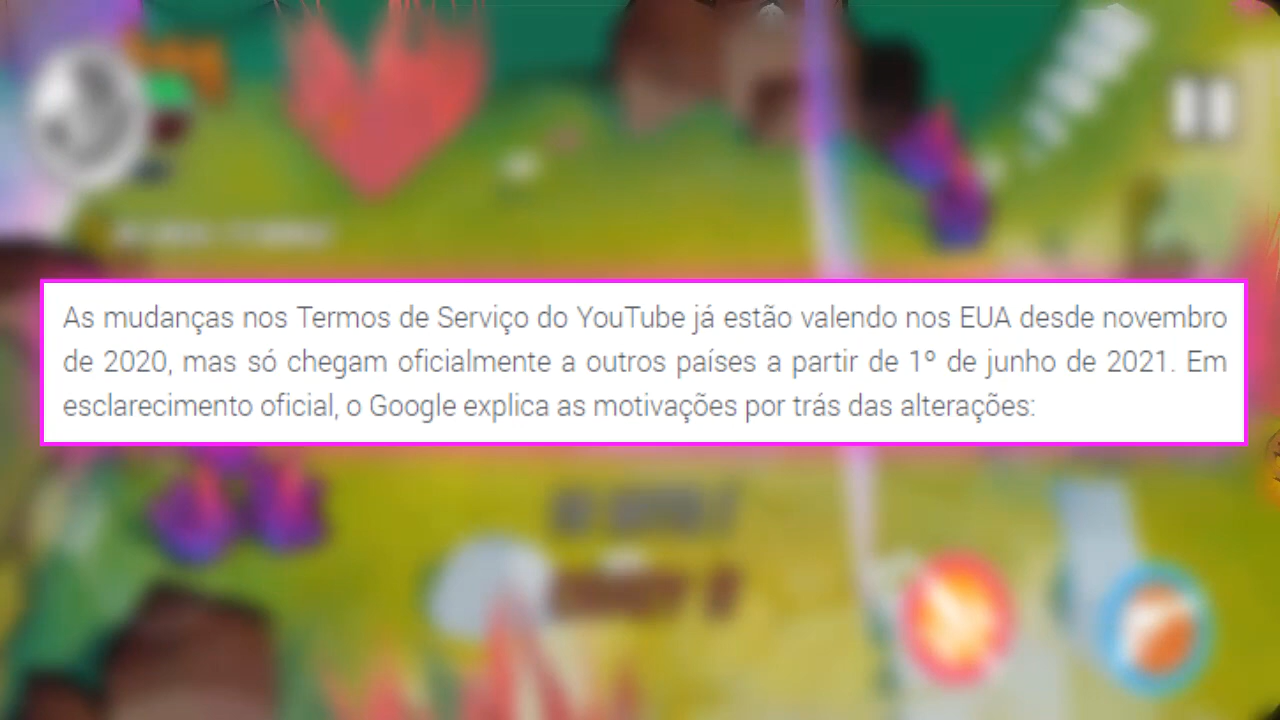 As mudanças nos Termos de Serviço do YouTube já estão valendo nos EUA desde novembro
de 2020, mas só chegam oficialmente a outros países a partir de 1º de junho de 2021. Em
esclarecimento oficial, o Google explica as motivações por trás das alterações: